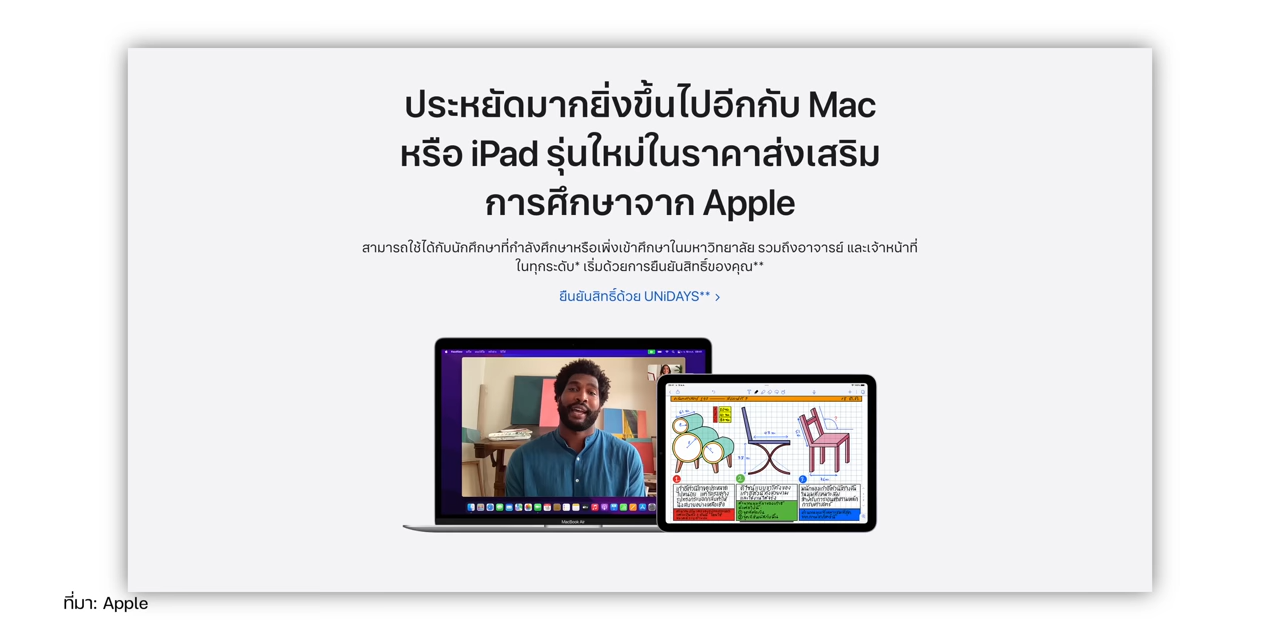 ประหยัดมากยิ่งขึ้นไปอีกกับ Mac
หรือ iPad รุ่นใหม่ในราคาส่งเสริม
การศึกษาจาก Apple
สามารถใช้ได้กับนักศึกษาที่กำลังศึกษาหรือเพิ่งเข้าศึกษาในมหาวิทยาลัย รวมถึงอาจารย์ และเจ้าหน้าที่
ในทุกระดับ* เริ่มด้วยการยืนยันสิทธิ์ของคุณ**
ยืนยันสิทธิ์ด้วย UNiDAYS** >
MacBook Air
ที่มา: Apple